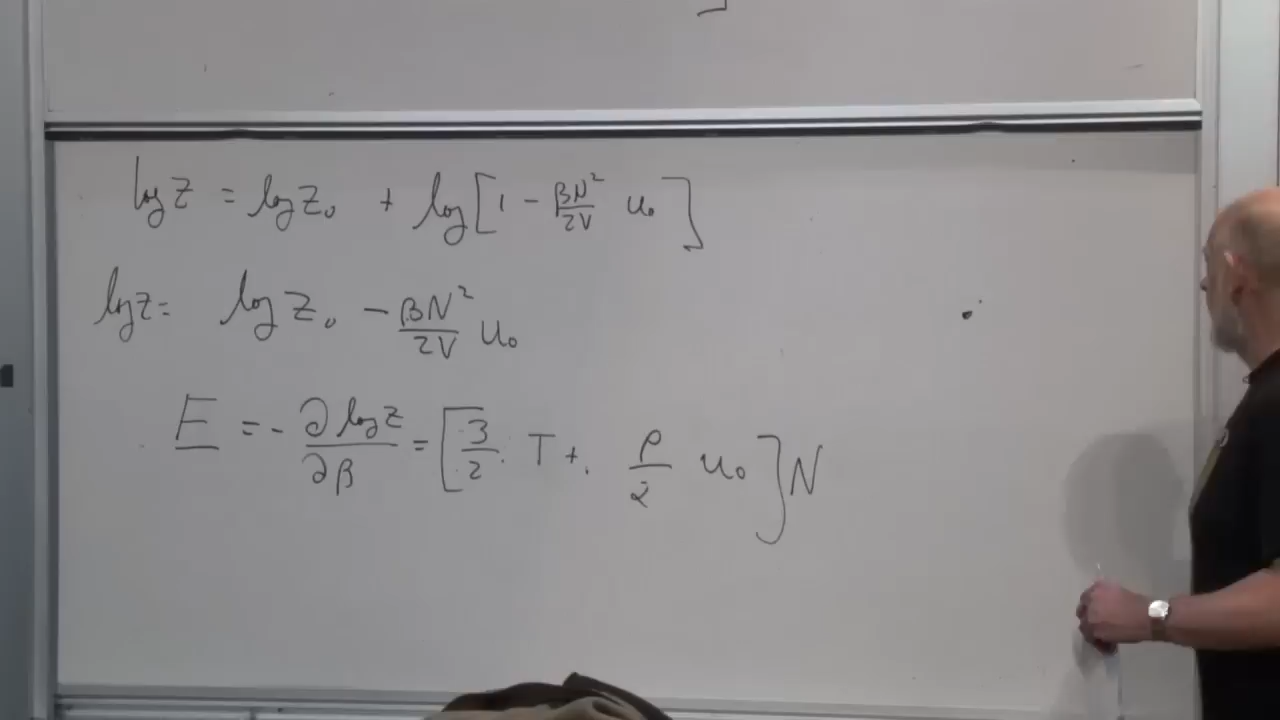 log Z = log Z₀ + log[1 - βN²/2V u₀]
log Z = log Z₀ - βN²/2V u₀
E = - ∂ log Z/∂β = [3/2 T + ρ/2 u₀]N